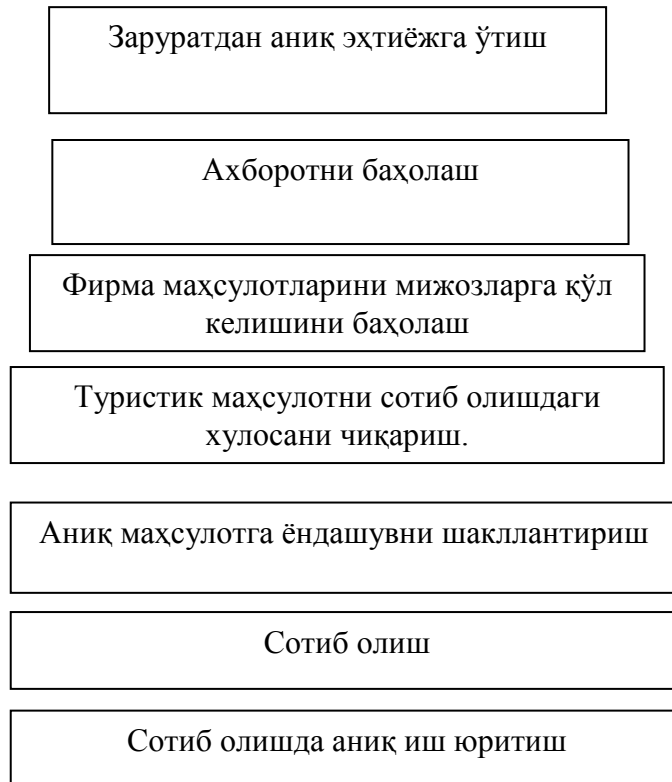 Заруратдан аниқ эҳтиёжга ўтиш
Ахборотни баҳолаш
Фирма маҳсулотларини мижозларга қўл
келишини баҳолаш
Туристик маҳсулотни сотиб олишдаги
хулосани чиқариш.
Аниқ маҳсулотга ёндашувни шакллантириш
Сотиб олиш
Сотиб олишда аниқ иш юритиш